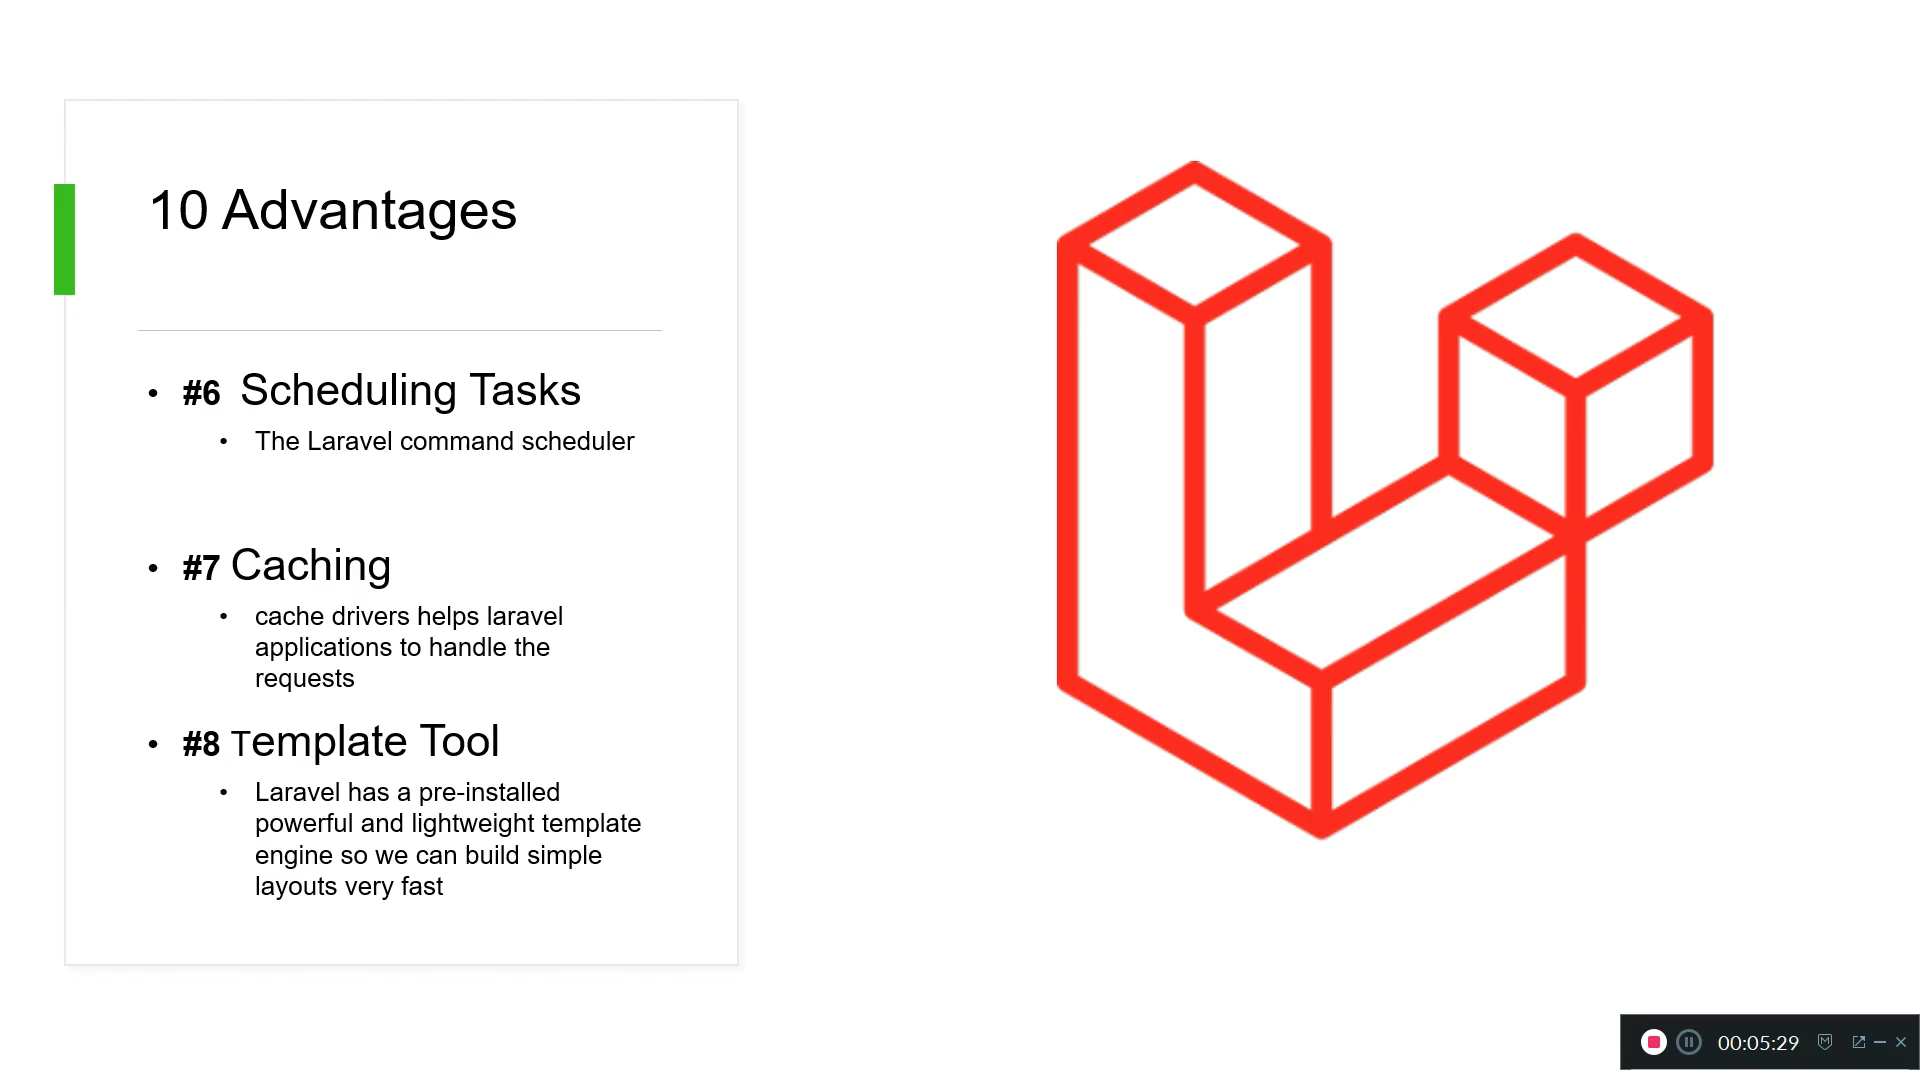 10 Advantages
• #6 Scheduling Tasks
• The Laravel command scheduler
• #7 Caching
• cache drivers helps laravel
applications to handle the
requests
• #8 Template Tool
• Laravel has a pre-installed
powerful and lightweight template
engine so we can build simple
layouts very fast
00:05:29